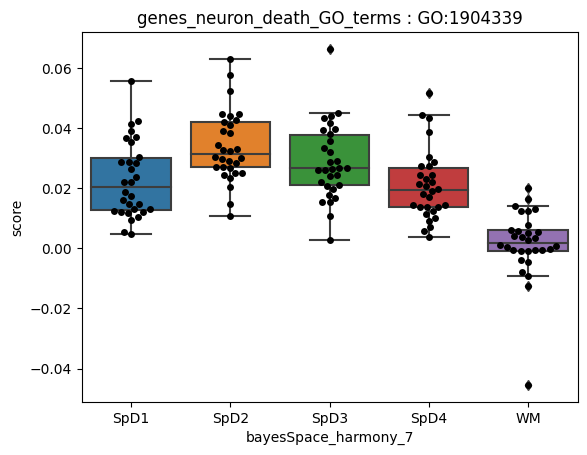 genes_neuron_death_GO_terms : GO:1904339
0.06
0.04
0.02
0.00
−0.02
−0.04
score
SpD1 SpD2 SpD3 SpD4 WM
bayesSpace_harmony_7